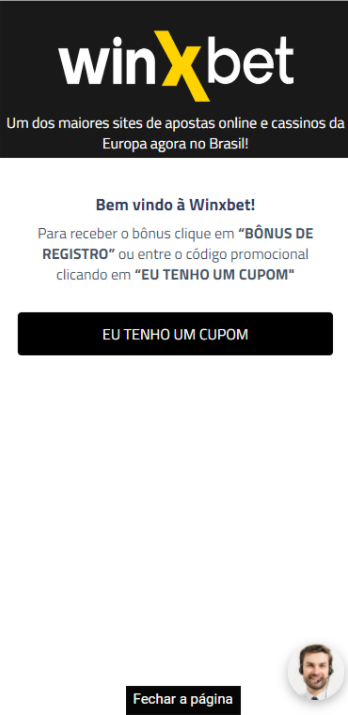 winXbet
Um dos maiores sites de apostas online e cassinos da
Europa agora no Brasil!
Bem vindo à Winxbet!
Para receber o bônus clique em “BÔNUS DE
REGISTRO” ou entre o código promocional
clicando em “EU TENHO UM CUPOM"
EU TENHO UM CUPOM
Fechar a página